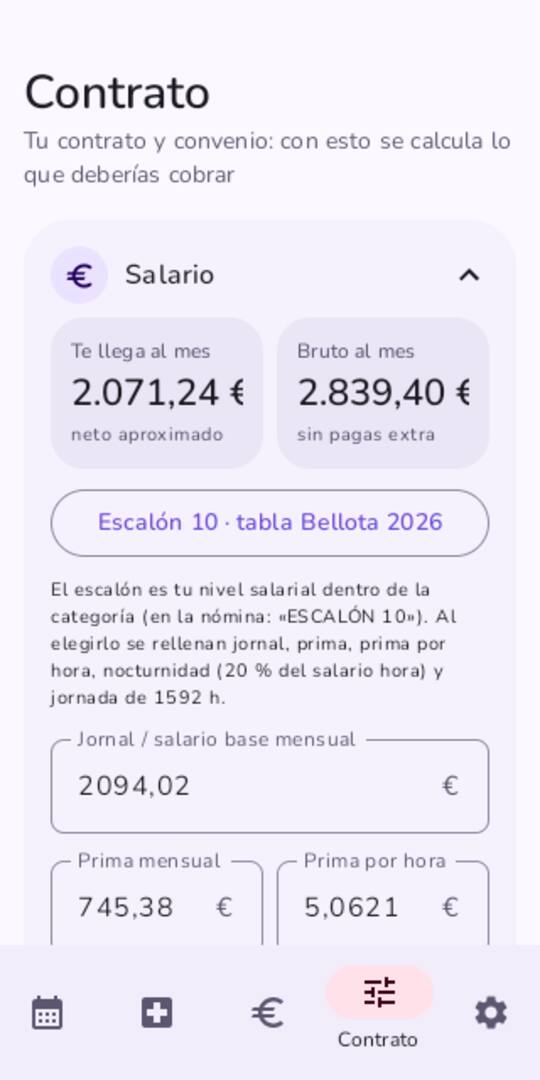 Contrato
Tu contrato y convenio: con esto se calcula lo
que deberías cobrar
€ Salario
Te llega al mes
2.071,24 €
neto aproximado
Bruto al mes
2.839,40 €
sin pagas extra
Escalón 10 · tabla Bellota 2026
El escalón es tu nivel salarial dentro de la
categoría (en la nómina: «ESCALÓN 10»). Al
elegirlo se rellenan jornal, prima, prima por
hora, nocturnidad (20 % del salario hora) y
jornada de 1592 h.
Jornal / salario base mensual
2094,02 €
Prima mensual
745,38 €
Prima por hora
5,0621 €
€
Contrato